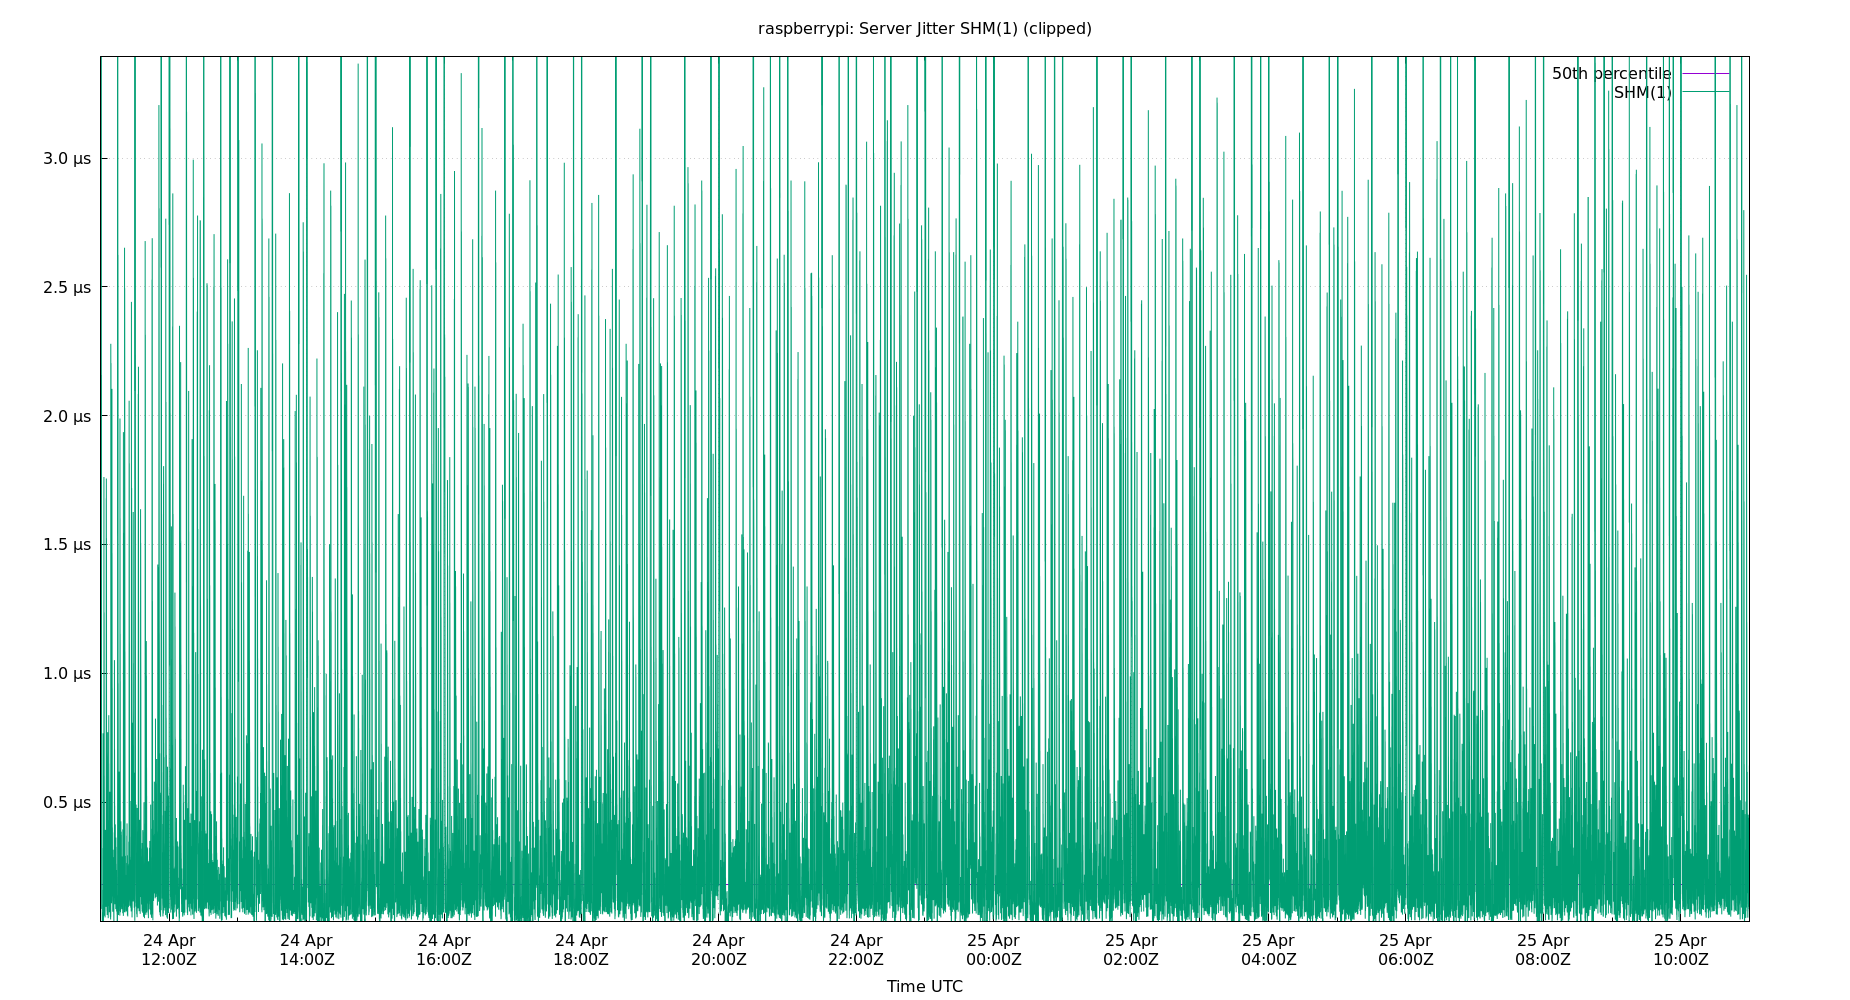 raspberrypi: Server Jitter SHM(1) (clipped)
50th percentile
SHM(1)
3.0 µs
2.5 µs
2.0 µs
1.5 µs
1.0 µs
0.5 µs
24 Apr 24 Apr 24 Apr 24 Apr 24 Apr 24 Apr 25 Apr 25 Apr 25 Apr 25 Apr 25 Apr 25 Apr
12:00Z 14:00Z 16:00Z 18:00Z 20:00Z 22:00Z 00:00Z 02:00Z 04:00Z 06:00Z 08:00Z 10:00Z
Time UTC